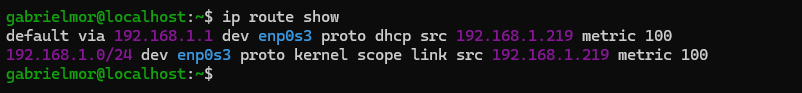 gabrielmor@localhost:~$ ip route show
default via 192.168.1.1 dev enp0s3 proto dhcp src 192.168.1.219 metric 100
192.168.1.0/24 dev enp0s3 proto kernel scope link src 192.168.1.219 metric 100
gabrielmor@localhost:~$